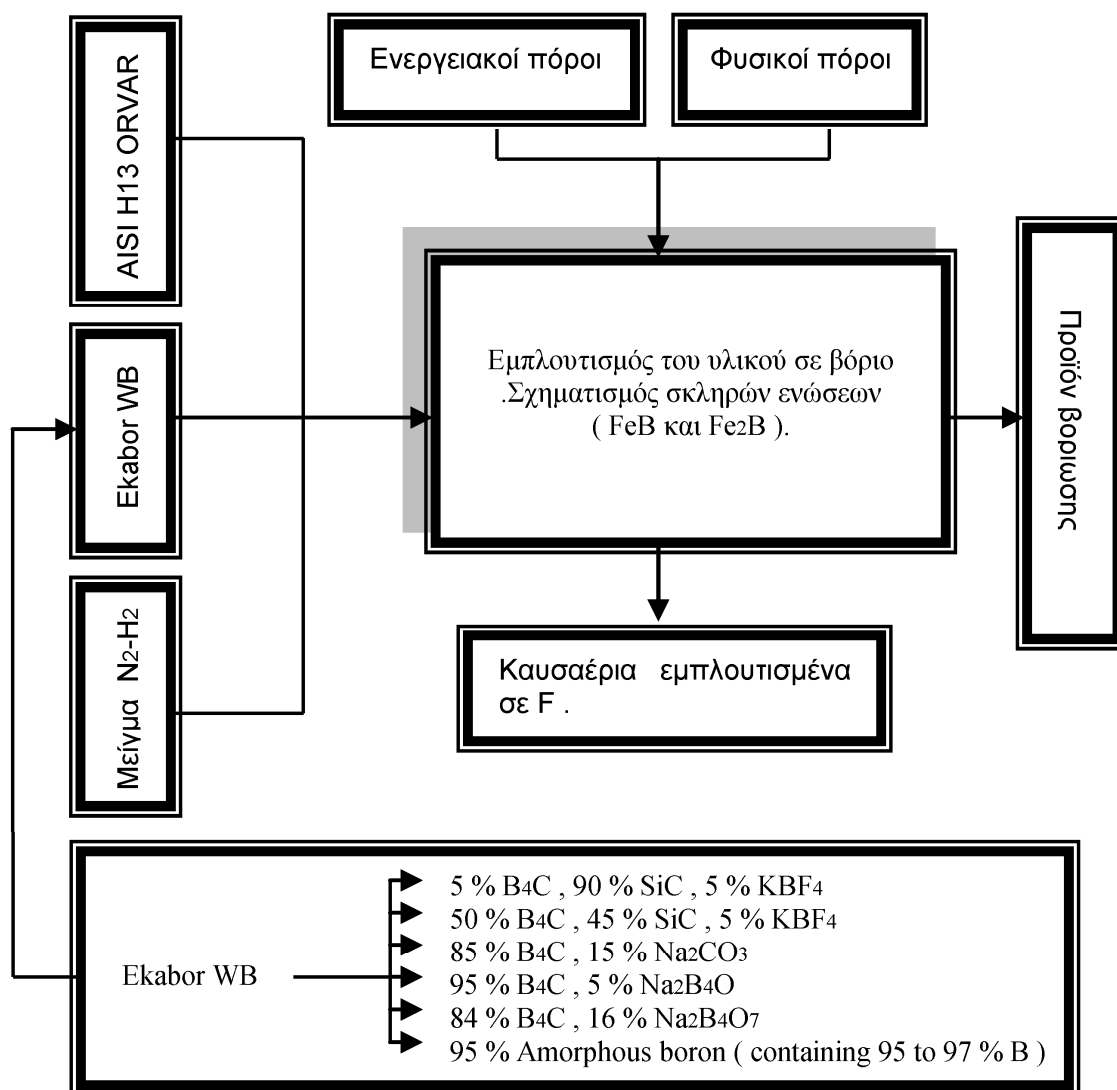 Ενεργειακοί πόροι
Φυσικοί πόροι
AISI H13 ORVAR
Ekabor WB
Μείγμα N2-H2
Εμπλουτισμός του υλικού σε βόριο
.Σχηματισμός σκληρών ενώσεων
( FeB και Fe2B ).
Προϊόν βοριωσης
Καυσαέρια εμπλουτισμένα
σε F .
Ekabor WB
5 % B4C , 90 % SiC , 5 % KBF4
50 % B4C , 45 % SiC , 5 % KBF4
85 % B4C , 15 % Na2CO3
95 % B4C , 5 % Na2B4O
84 % B4C , 16 % Na2B4O7
95 % Amorphous boron ( containing 95 to 97 % B )